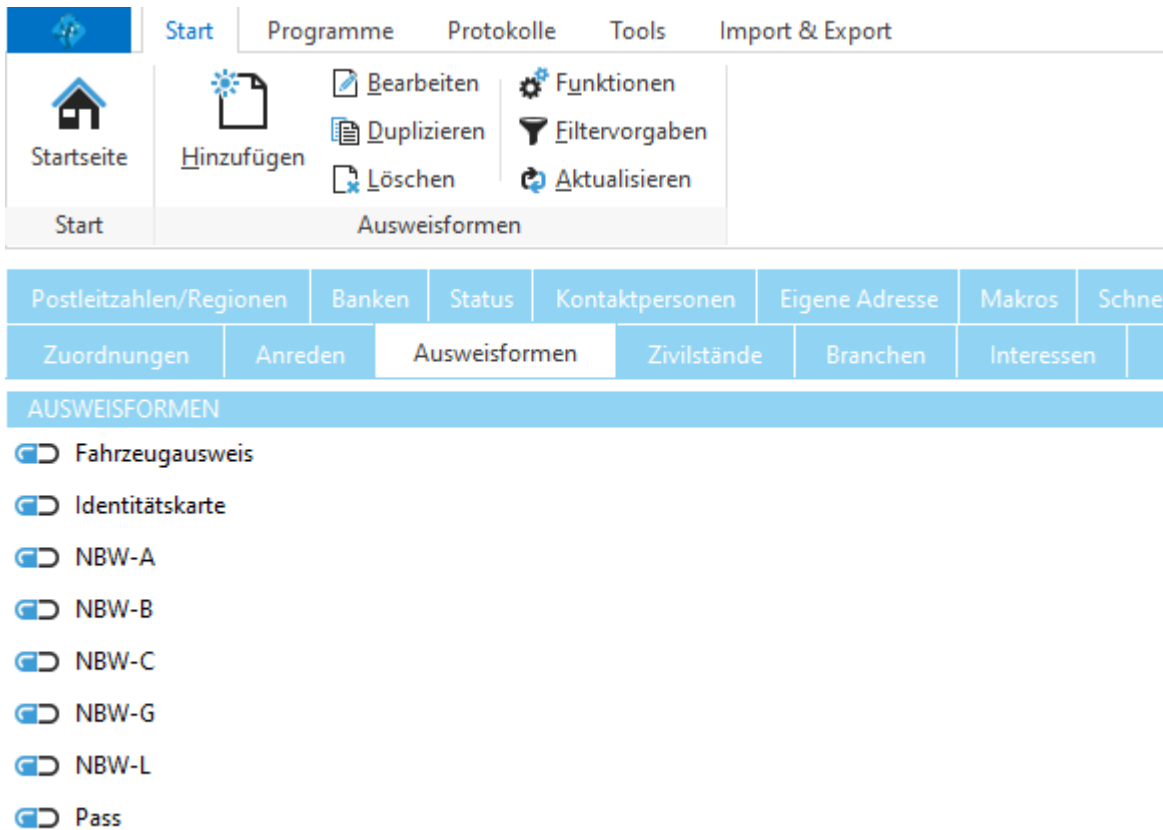 Start Programme Protokolle Tools Import & Export
Startseite
Hinzufügen
Bearbeiten
Duplizieren
Löschen
Funktionen
Filtervorgaben
Aktualisieren
Start
Ausweisformen
Postleitzahlen/Regionen Banken Status Kontaktpersonen Eigene Adresse Makros Schne
Zuordnungen Anreden Ausweisformen Zivilstände Branchen Interessen
AUSWEISFORMEN
Fahrzeugausweis
Identitätskarte
NBW-A
NBW-B
NBW-C
NBW-G
NBW-L
Pass